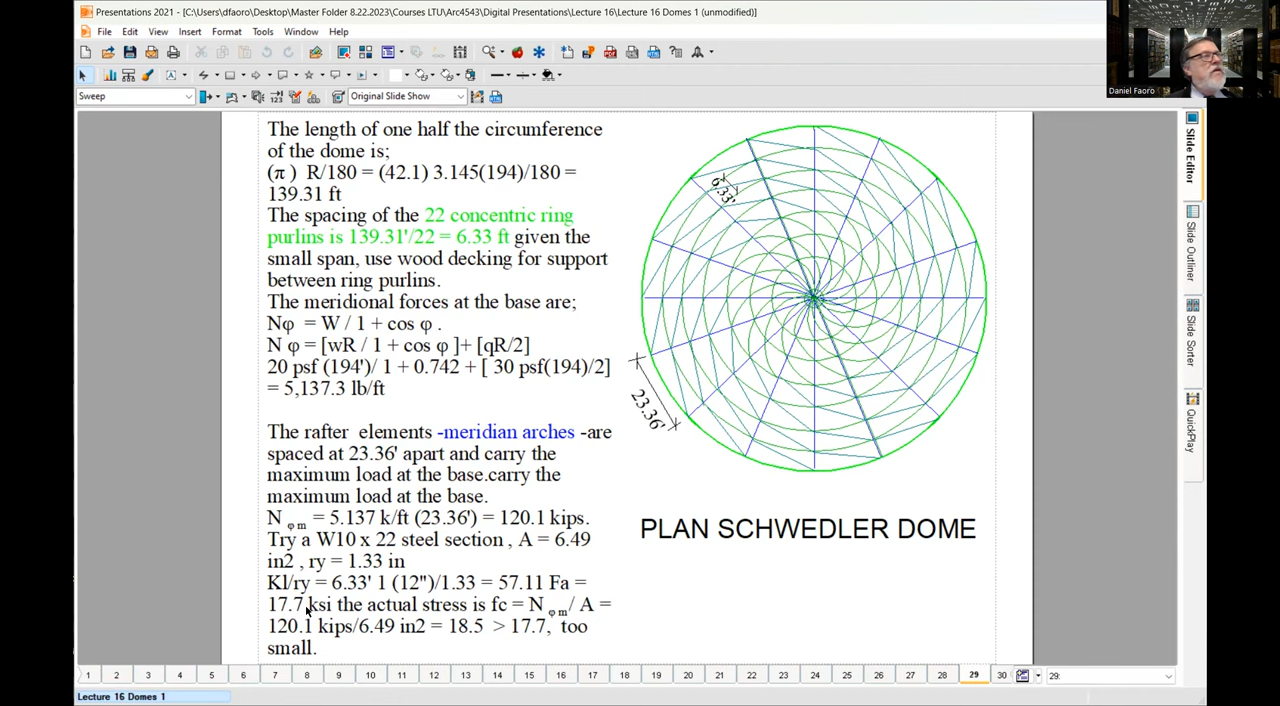 Presentations 2021 - [C:\Users\dfaoro\Desktop\Master Folder 8.22.2023\Courses LTU\Arc4543\Digital Presentations\Lecture 16\Lecture 16 Domes 1 (unmodified)]
File Edit View Insert Format Tools Window Help
Sweep
Original Slide Show
Daniel Faoro
The length of one half the circumference
of the dome is;
(π ) R/180 = (42.1) 3.145(194)/180 =
139.31 ft
The spacing of the 22 concentric ring
purlins is 139.31'/22 = 6.33 ft given the
small span, use wood decking for support
between ring purlins.
The meridional forces at the base are;
Nφ = W / 1 + cos φ .
N φ = [wR / 1 + cos φ ]+ [qR/2]
20 psf (194')/ 1 + 0.742 + [ 30 psf(194)/2]
= 5,137.3 lb/ft
The rafter elements -meridian arches -are
spaced at 23.36' apart and carry the
maximum load at the base.carry the
maximum load at the base.
N φ m = 5.137 k/ft (23.36') = 120.1 kips.
Try a W10 x 22 steel section , A = 6.49
in2 , ry = 1.33 in
Kl/ry = 6.33' 1 (12")/1.33 = 57.11 Fa =
17.7 ksi the actual stress is fc = N φm/ A =
120.1 kips/6.49 in2 = 18.5 > 17.7, too
small.
6.33'
23.36'
PLAN SCHWEDLER DOME
Slide Editor
Slide Outliner
Slide Sorter
QuickPlay
1 2 3 4 5 6 7 8 9 10 11 12 13 14 15 16 17 18 19 20 21 22 23 24 25 26 27 28 29 30
29:
Lecture 16 Domes 1